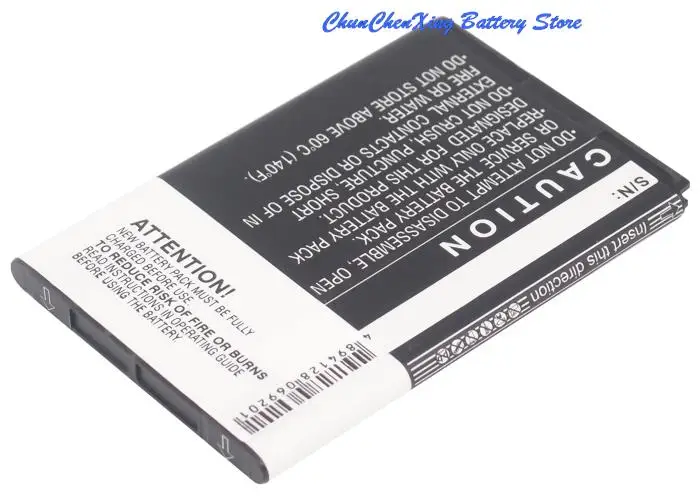 ChunChenXing Battery Store
S/N:
CAUTION
•DO NOT ATTEMPT TO DISASSEMBLE, OPEN
OR SERVICE THE BATTERY PACK.
•REPLACE ONLY WITH THE BATTERY PACK
DESIGNATED FOR THIS PRODUCT.
•DO NOT CRUSH, PUNCTURE, SHORT
EXTERNAL CONTACTS OR DISPOSE OF IN
FIRE OR WATER.
•DO NOT STORE ABOVE 60°C (140°F).
Insert this direction
ATTENTION!
NEW BATTERY PACK MUST BE FULLY
CHARGED BEFORE USE.
TO REDUCE RISK OF FIRE OR BURNS
READ INSTRUCTIONS IN OPERATING GUIDE
BEFORE USING THE BATTERY.
4894128069201